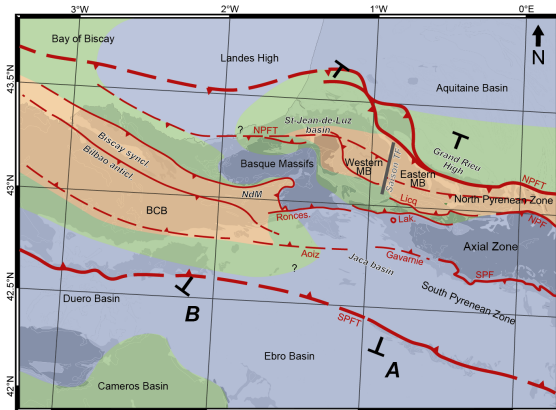 3°W
2°W
1°W
0°E
Bay of Biscay
Landes High
N
43.5°N
Aquitaine Basin
St-Jean-de-Luz
basin
?
NPFT
Biscay syncl
Bilbao anticl
Basque Massifs
Western
MB
Saison TF
Grand Rieu
High
Eastern
MB
NPFT
43°N
NdM
Licq
North Pyrenean Zone
BCB
Ronces.
Lak.
NPF
Axial Zone
Aoiz
Gavarnie
Jaca basin
?
SPF
42.5°N
South Pyrenean Zone
Duero Basin
B
SPFT
A
Ebro Basin
42°N
Cameros Basin